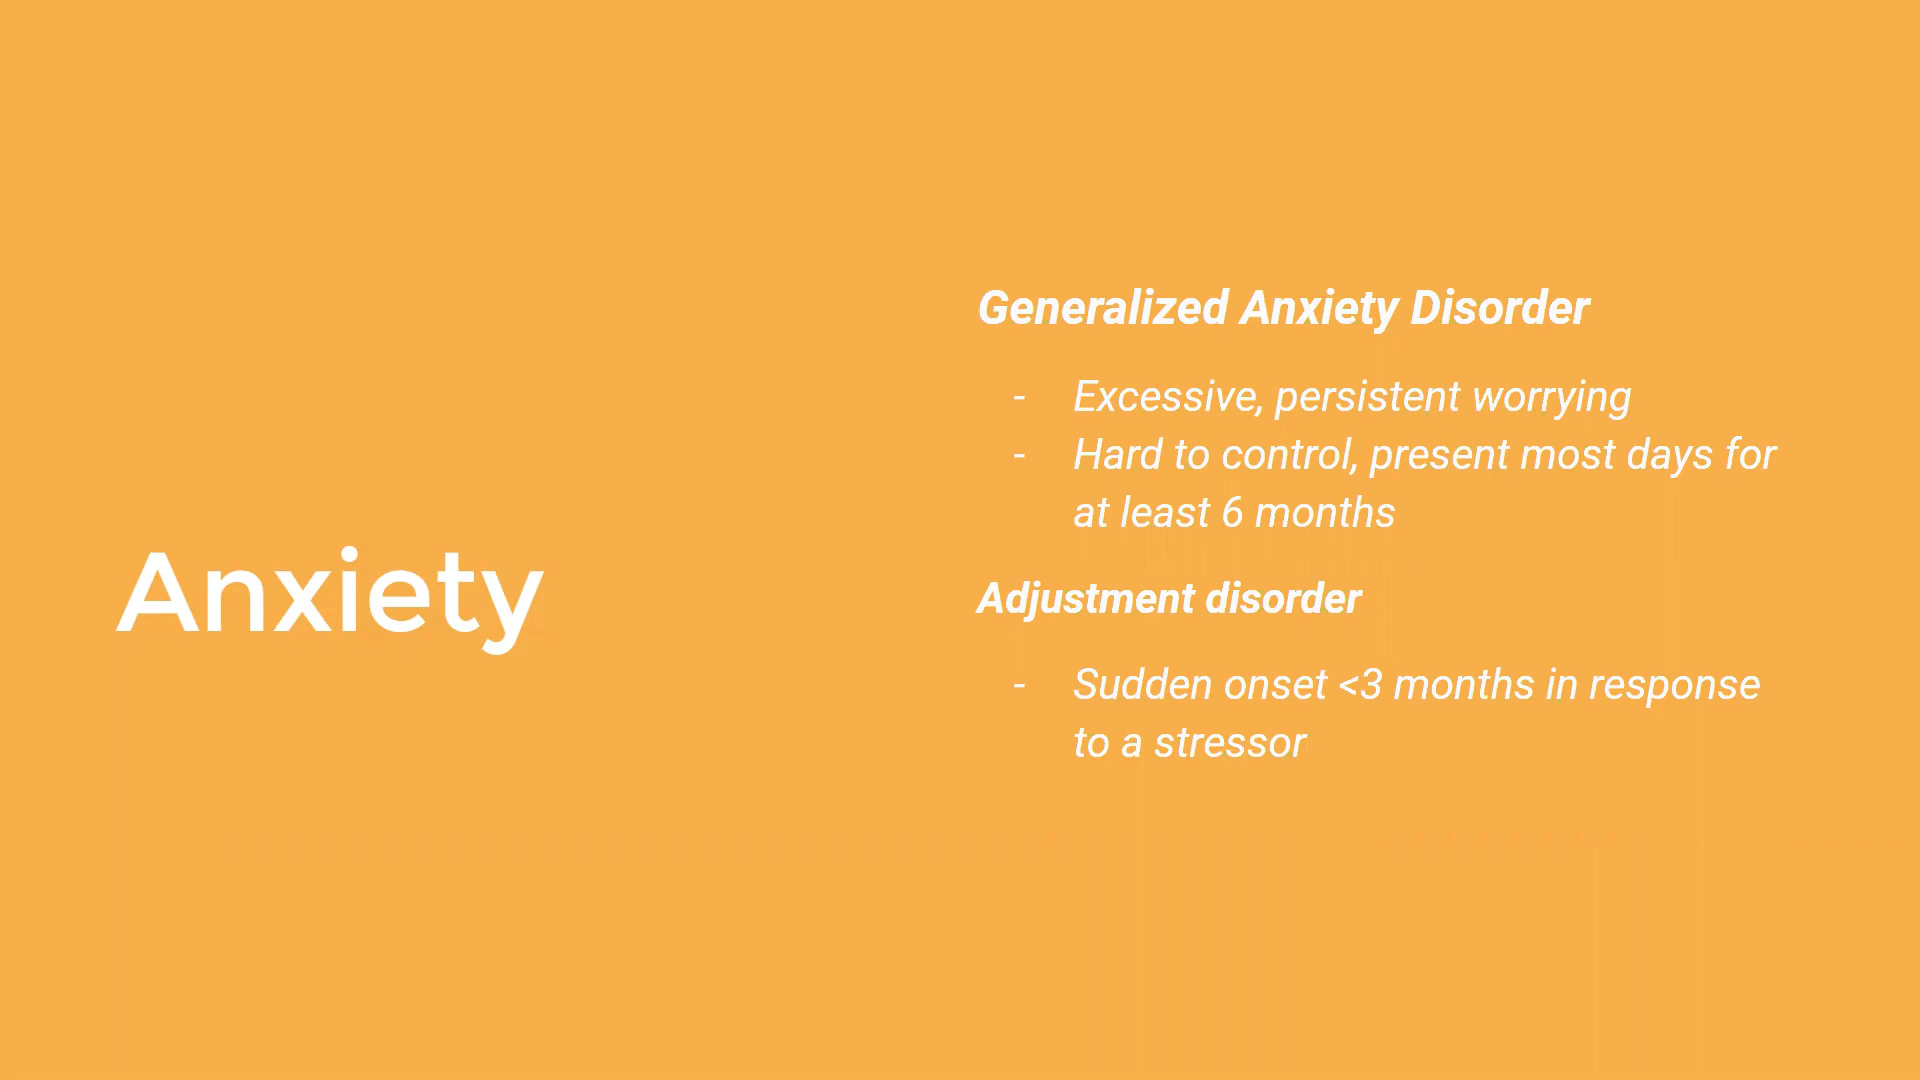 Anxiety
Generalized Anxiety Disorder
- Excessive, persistent worrying
- Hard to control, present most days for
at least 6 months
Adjustment disorder
- Sudden onset <3 months in response
to a stressor